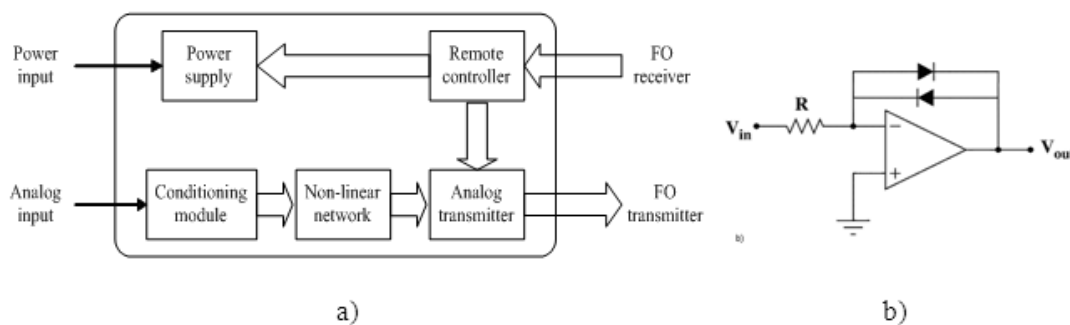 Power
input
Power
supply
Remote
controller
FO
receiver
Analog
input
Conditioning
module
Non-linear
network
Analog
transmitter
FO
transmitter
a)
R
Vin
Vou
−
+
b)
b)